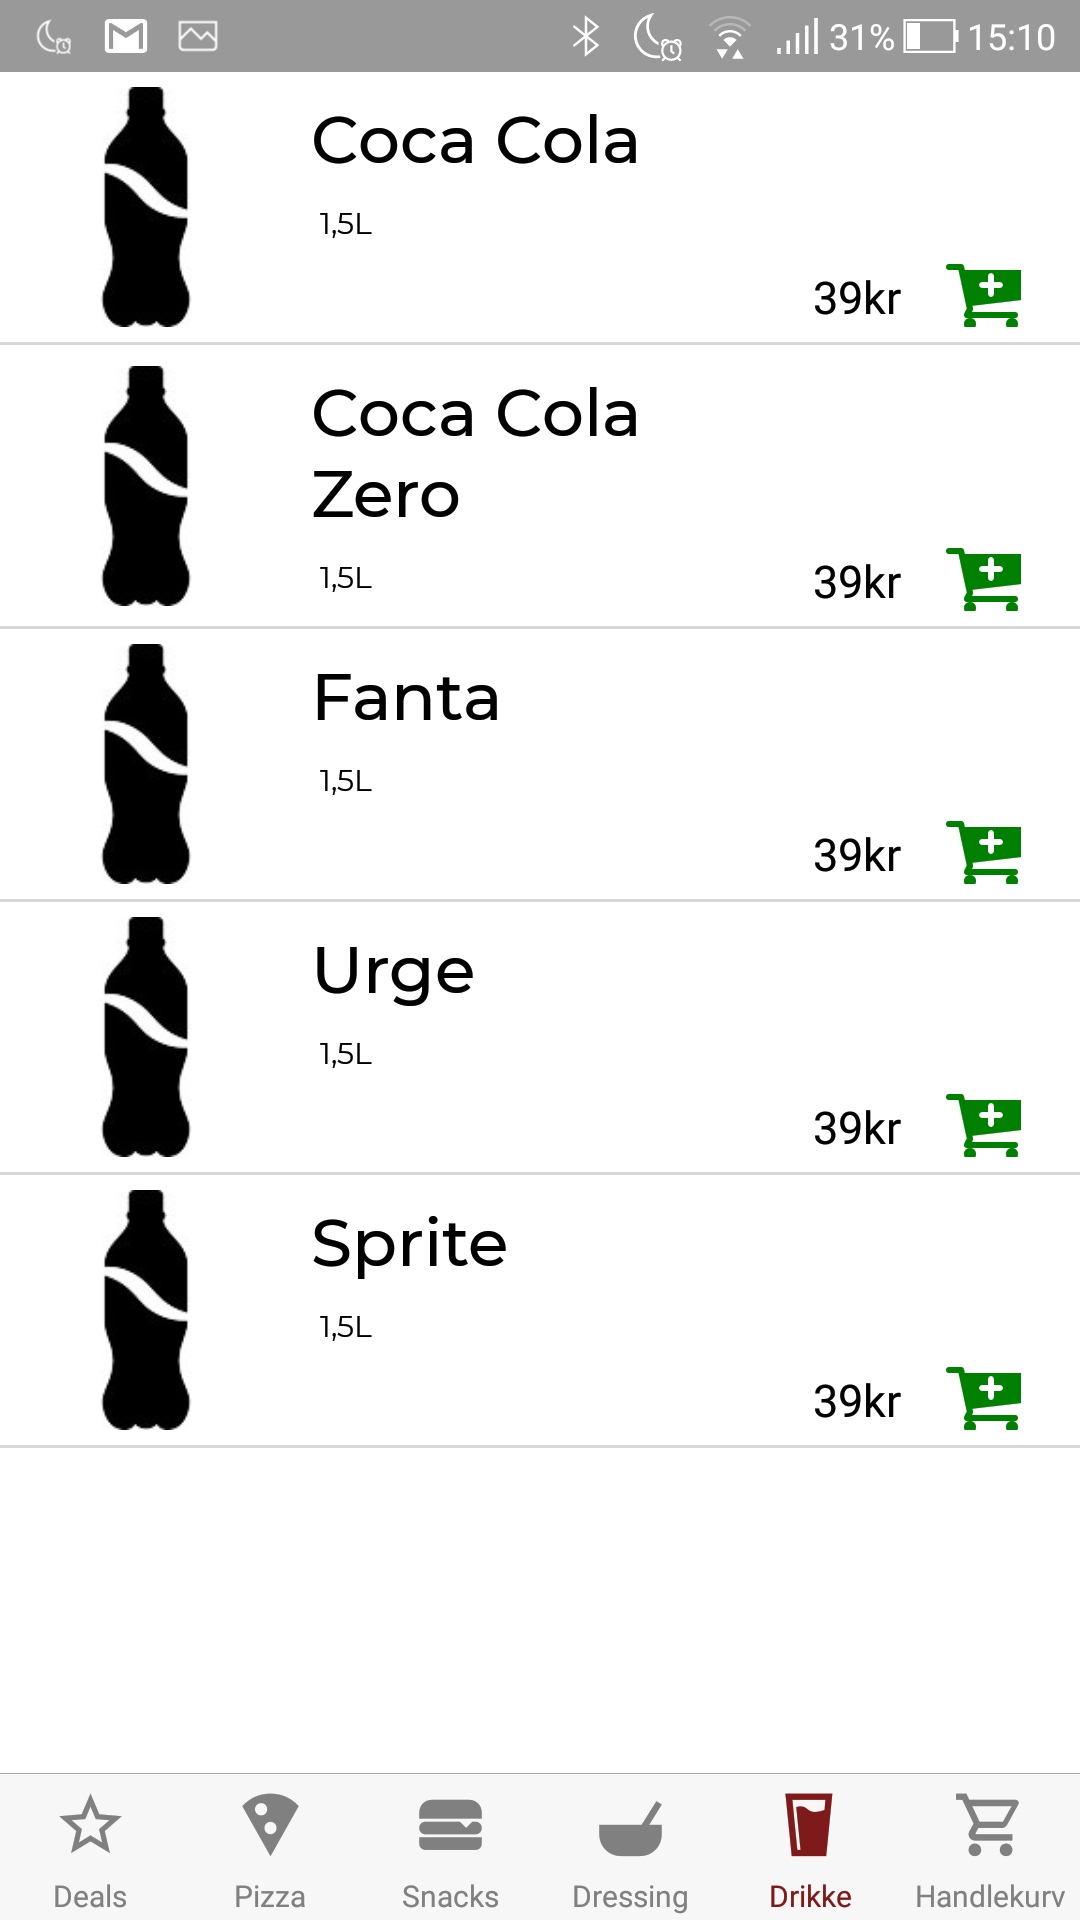 31% 15:10
Coca Cola
1,5L
39kr
Coca Cola
Zero
1,5L
39kr
Fanta
1,5L
39kr
Urge
1,5L
39kr
Sprite
1,5L
39kr
Deals Pizza Snacks Dressing Drikke Handlekurv